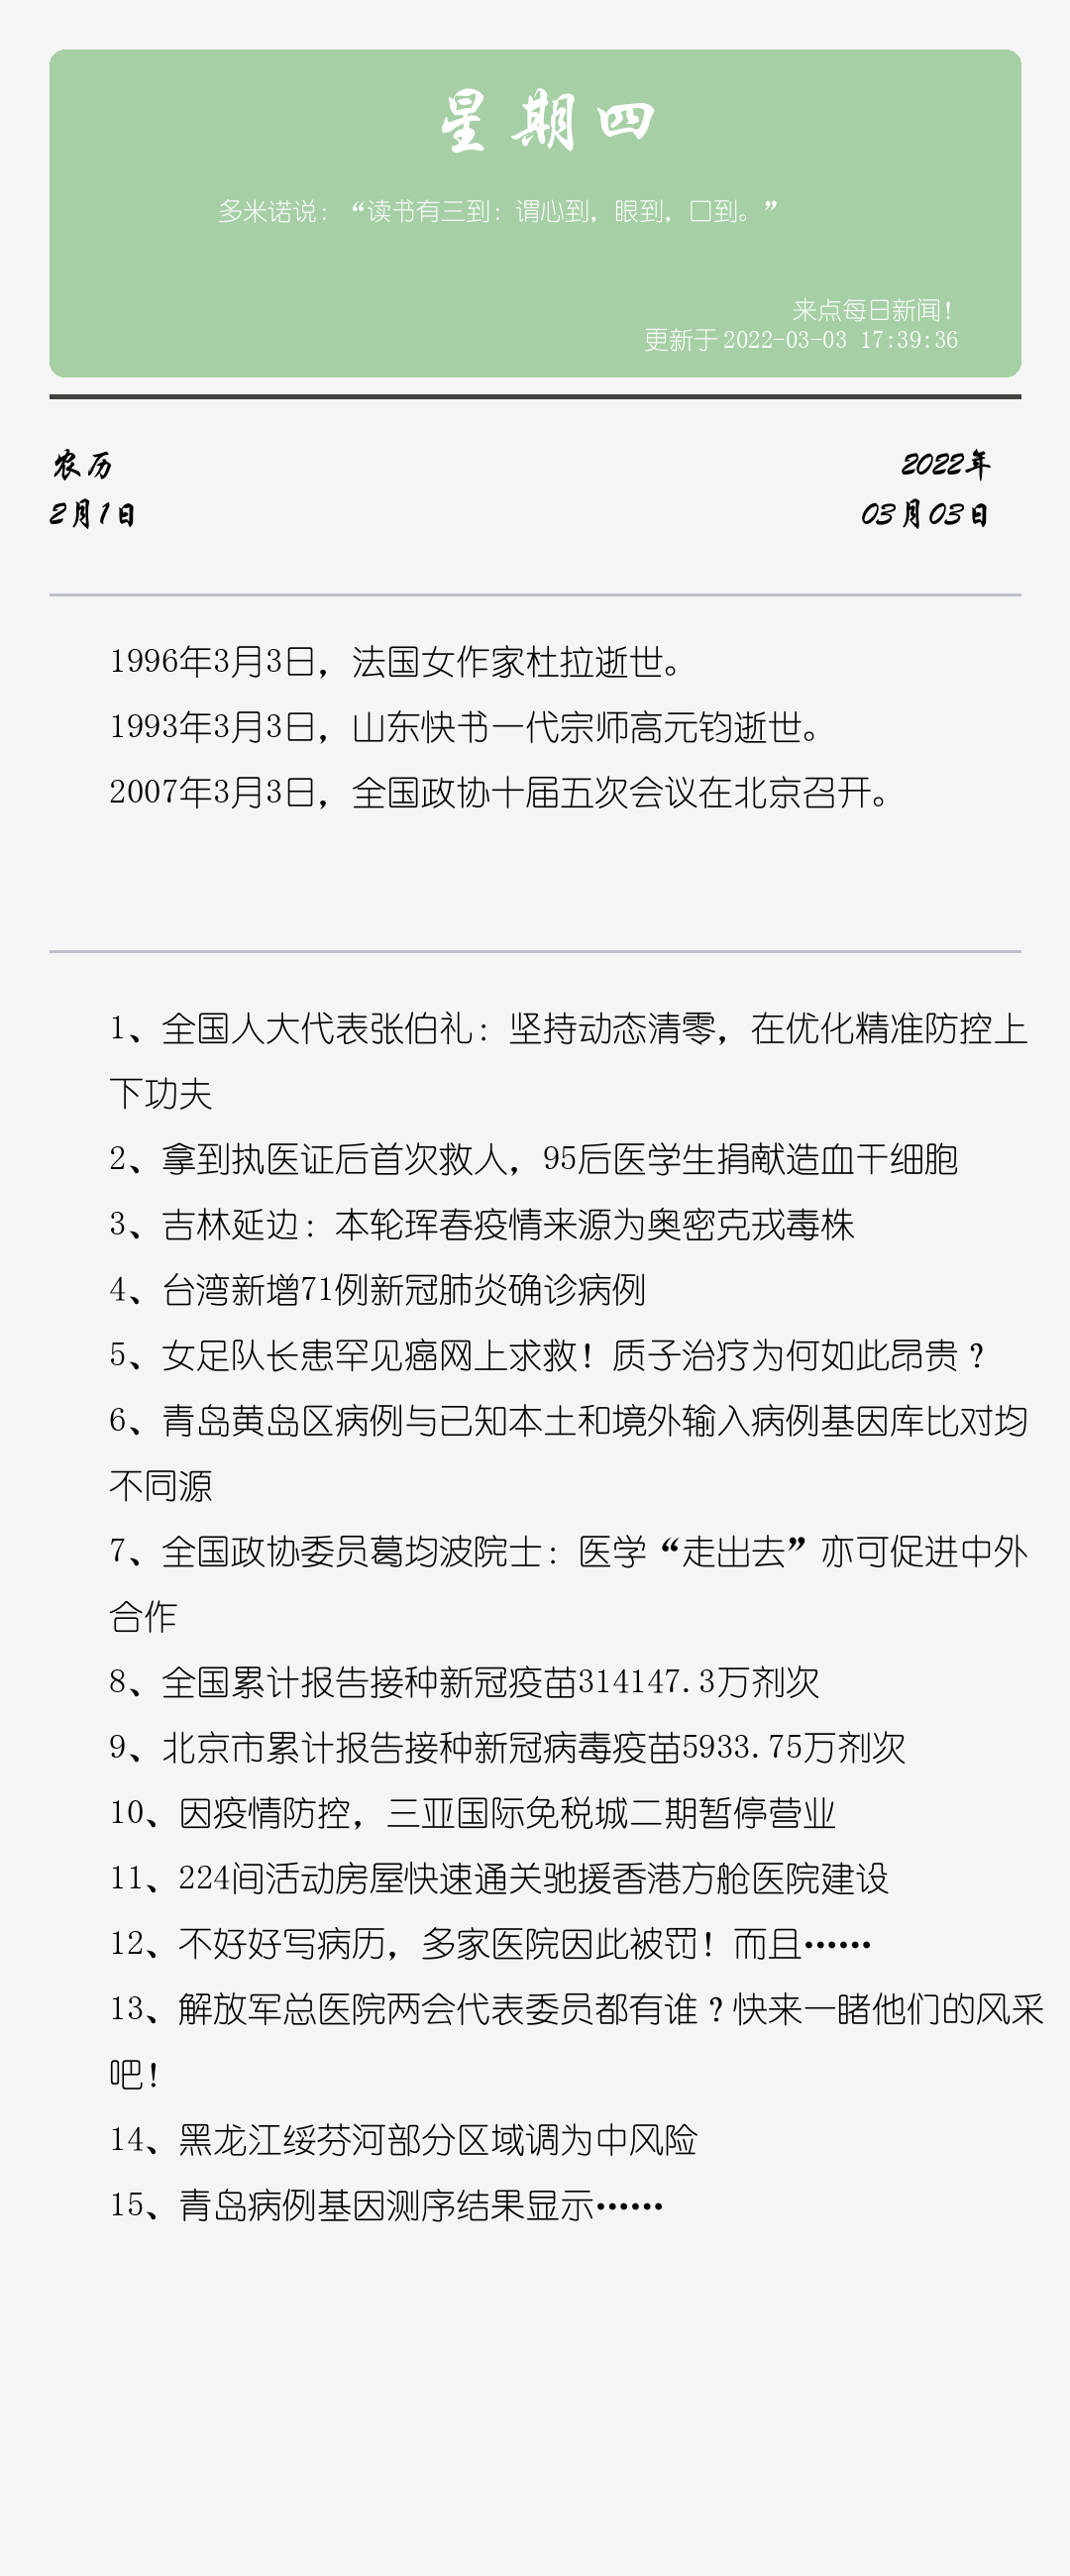 星期四
多米诺说：“读书有三到：谓心到，眼到，口到。”
来点每日新闻！
更新于2022-03-03 17:39:36
农历
2月1日
2022年
03月03日
1996年3月3日，法国女作家杜拉逝世。
1993年3月3日，山东快书一代宗师高元钧逝世。
2007年3月3日，全国政协十届五次会议在北京召开。
1、全国人大代表张伯礼：坚持动态清零，在优化精准防控上
下功夫
2、拿到执医证后首次救人，95后医学生捐献造血干细胞
3、吉林延边：本轮珲春疫情来源为奥密克戎毒株
4、台湾新增71例新冠肺炎确诊病例
5、女足队长患罕见癌网上求救！质子治疗为何如此昂贵？
6、青岛黄岛区病例与已知本土和境外输入病例基因库比对均
不同源
7、全国政协委员葛均波院士：医学“走出去”亦可促进中外
合作
8、全国累计报告接种新冠疫苗314147.3万剂次
9、北京市累计报告接种新冠病毒疫苗5933.75万剂次
10、因疫情防控，三亚国际免税城二期暂停营业
11、224间活动房屋快速通关驰援香港方舱医院建设
12、不好好写病历，多家医院因此被罚！而且……
13、解放军总医院两会代表委员都有谁？快来一睹他们的风采
吧！
14、黑龙江绥芬河部分区域调为中风险
15、青岛病例基因测序结果显示……